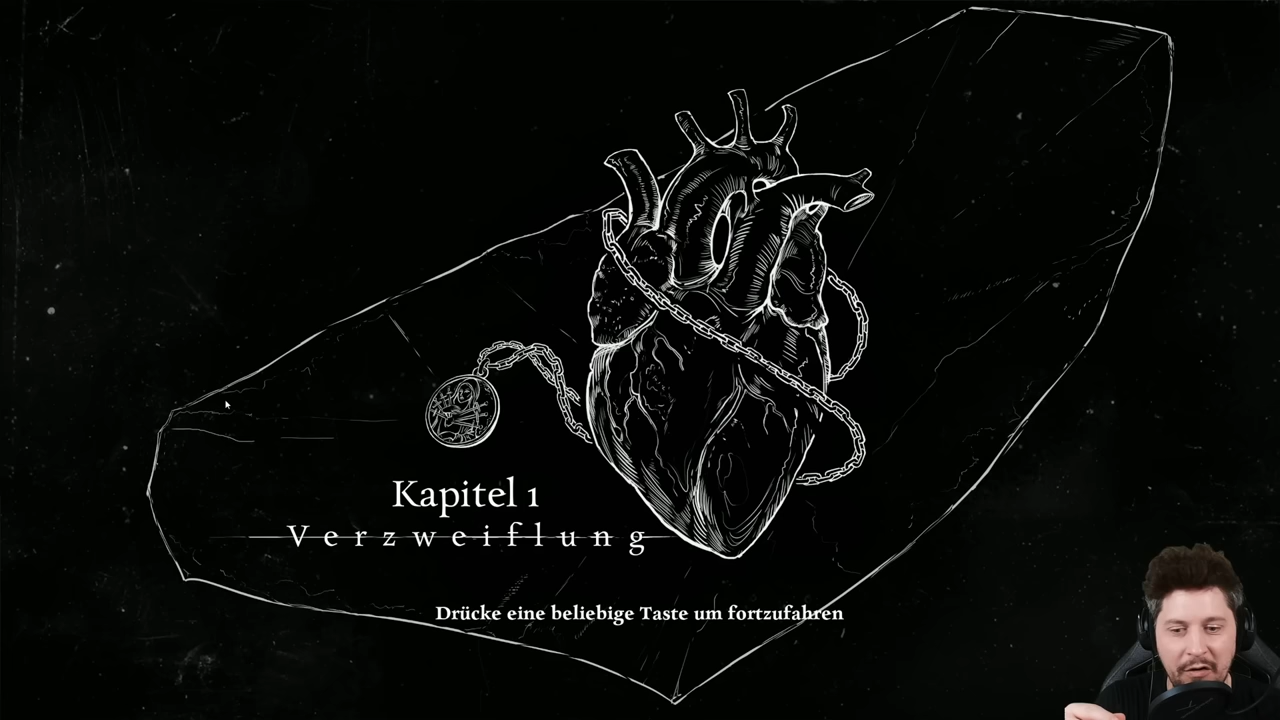 Kapitel 1
Verzweiflung
Drücke eine beliebige Taste um fortzufahren